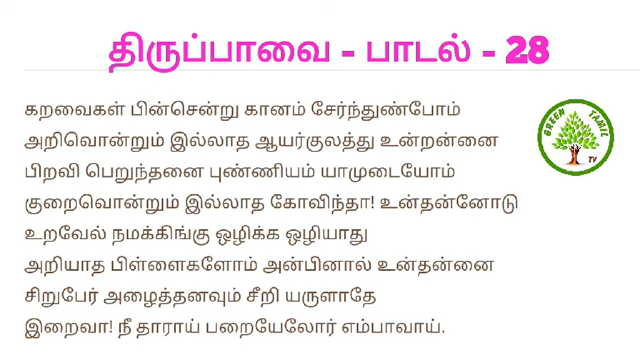 திருப்பாவை - பாடல் - 28
கறவைகள் பின்சென்று கானம் சேர்ந்துண்போம்
அறிவொன்றும் இல்லாத ஆயர்குலத்து உன்றன்னை
பிறவி பெறுந்தனை புண்ணியம் யாமுடையோம்
குறைவொன்றும் இல்லாத கோவிந்தா! உன்தன்னோடு
உறவேல் நமக்கிங்கு ஒழிக்க ஒழியாது
அறியாத பிள்ளைகளோம் அன்பினால் உன்தன்னை
சிறுபேர் அழைத்தனவும் சீறி யருளாதே
இறைவா! நீ தாராய் பறையேலோர் எம்பாவாய்.
GREEN TAMIL TV